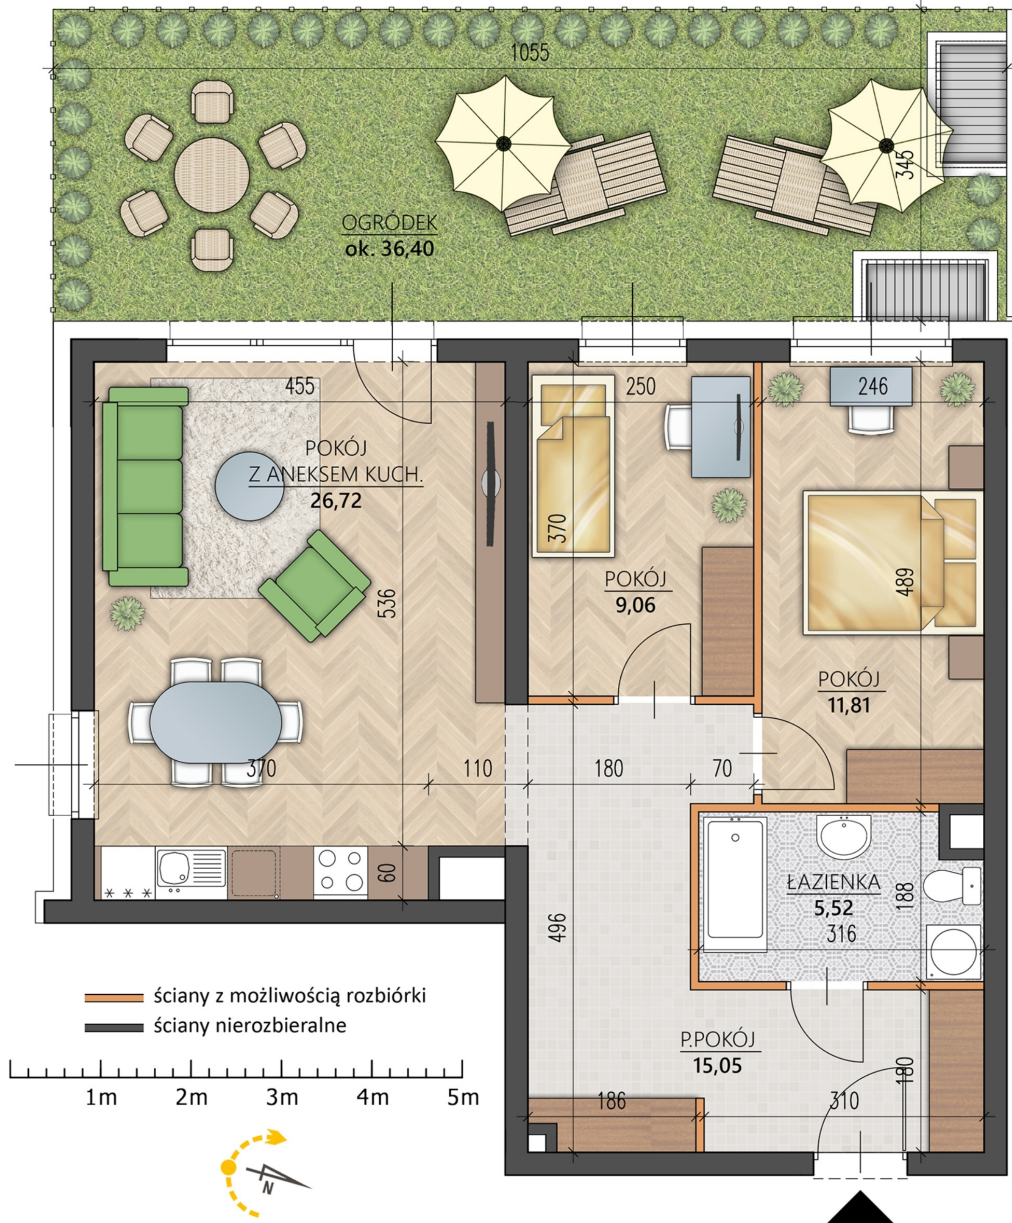 1055
345
OGRÓDEK
ok. 36,40
455
250
246
POKÓJ
Z ANEKSEM KUCH.
26,72
370
536
489
POKÓJ
9,06
POKÓJ
11,81
370
110
180
70
60
ŁAZIENKA
5,52
188
316
496
ściany z możliwością rozbiórki
ściany nierozbieralne
P.POKÓJ
15,05
180
1m 2m 3m 4m 5m
186
310
N